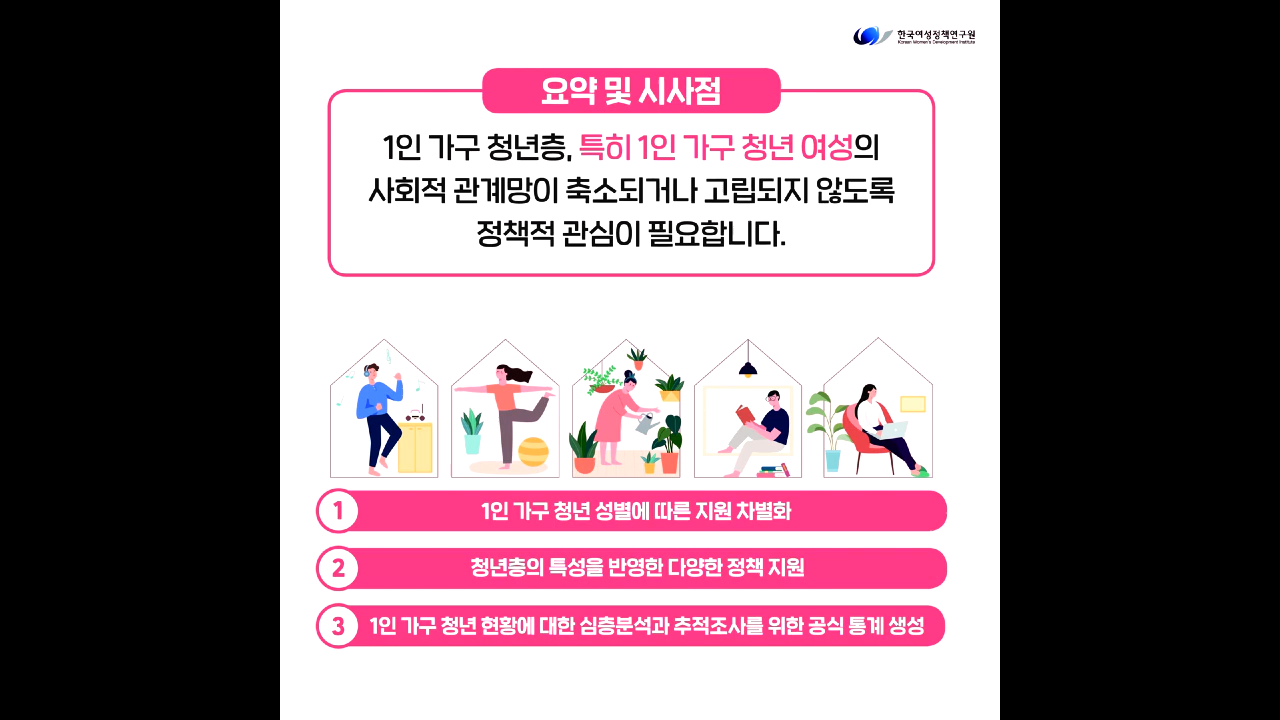 한국여성정책연구원
Korean Women's Development Institute
요약 및 시사점
1인 가구 청년층, 특히 1인 가구 청년 여성의
사회적 관계망이 축소되거나 고립되지 않도록
정책적 관심이 필요합니다.
1 1인 가구 청년 성별에 따른 지원 차별화
2 청년층의 특성을 반영한 다양한 정책 지원
3 1인 가구 청년 현황에 대한 심층분석과 추적조사를 위한 공식 통계 생성